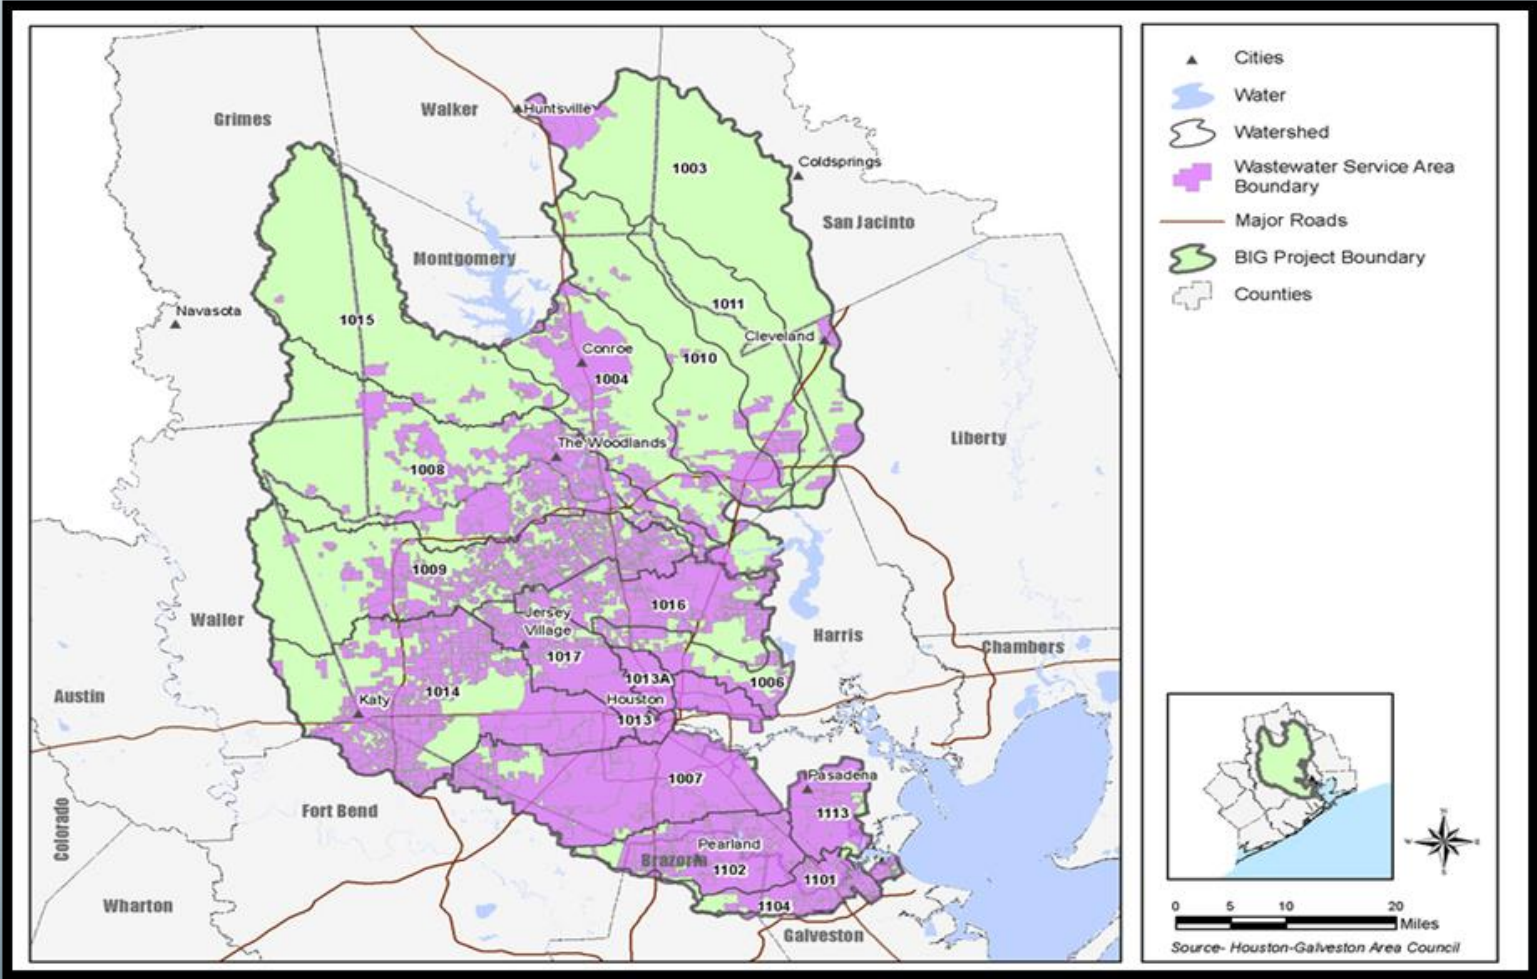 Grimes
Walker
Huntsville
1003
Coldsprings
San Jacinto
Montgomery
Navasota
1015
1011
Cleveland
Conroe
1010
1004
The Woodlands
Liberty
1008
1009
1016
Jersey
Village
Waller
Harris
Chambers
1017
1013A
1006
Austin
Katy
1014
Houston
1013
Pasadena
1007
1113
Fort Bend
Colorado
Pearland
Brazoria
1102
1101
Wharton
1104
Galveston
Cities
Water
Watershed
Wastewater Service Area
Boundary
Major Roads
BIG Project Boundary
Counties
0 5 10 20
Miles
Source- Houston-Galveston Area Council